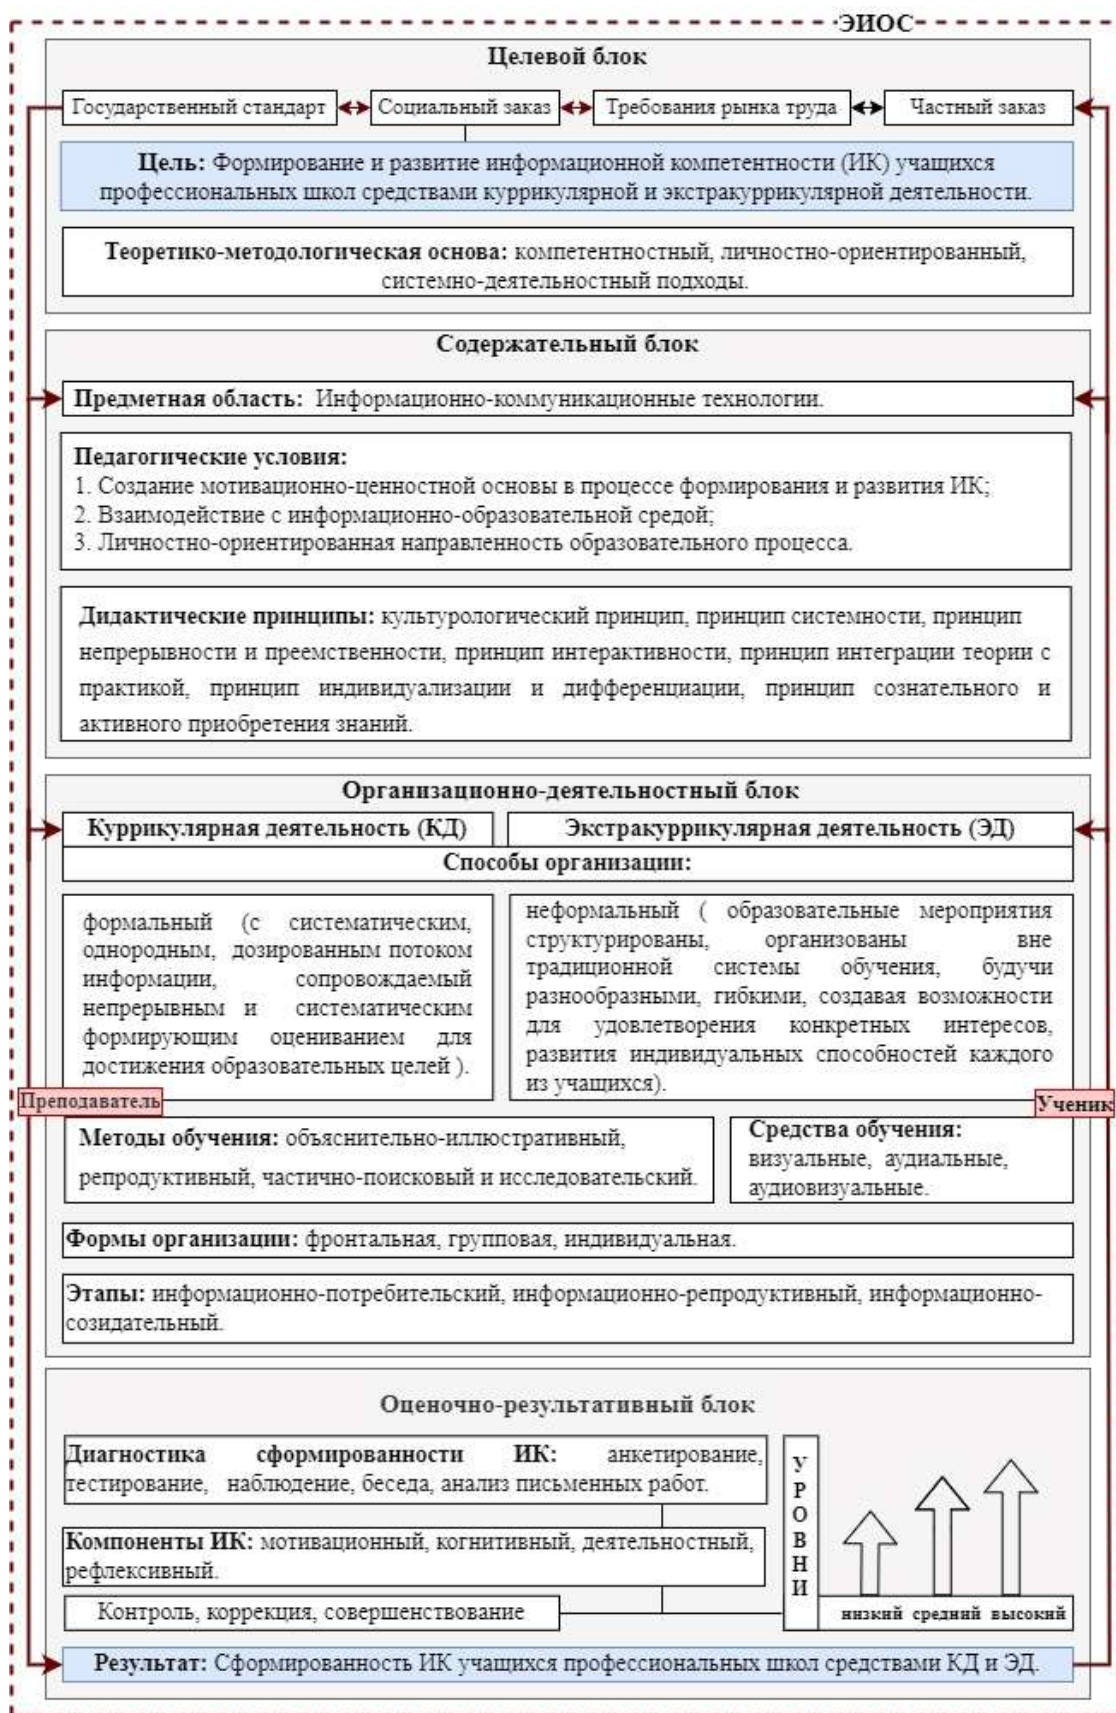 ЭИОС
Целевой блок
Государственный стандарт
Социальный заказ
Требования рынка труда
Частный заказ
Цель: Формирование и развитие информационной компетентности (ИК) учащихся
профессиональных школ средствами куррикулярной и экстракуррикулярной деятельности.
Теоретико-методологическая основа: компетентностный, личностно-ориентированный,
системно-деятельностный подходы.
Содержательный блок
Предметная область: Информационно-коммуникационные технологии.
Педагогические условия:
1. Создание мотивационно-ценностной основы в процессе формирования и развития ИК;
2. Взаимодействие с информационно-образовательной средой;
3. Личностно-ориентированная направленность образовательного процесса.
Дидактические принципы: культурологический принцип, принцип системности, принцип
непрерывности и преемственности, принцип интерактивности, принцип интеграции теории с
практикой, принцип индивидуализации и дифференциации, принцип сознательного и
активного приобретения знаний.
Организационно-деятельностный блок
Куррикулярная деятельность (КД)
Экстракуррикулярная деятельность (ЭД)
Способы организации:
формальный (с систематическим,
однородным, дозированным потоком
информации, сопровождаемый
непрерывным и систематическим
формирующим оцениванием для
достижения образовательных целей ).
неформальный ( образовательные мероприятия
структурированы, организованы вне
традиционной системы обучения, будучи
разнообразными, гибкими, создавая возможности
для удовлетворения конкретных интересов,
развития индивидуальных способностей каждого
из учащихся).
Преподаватель
Ученик
Методы обучения: объяснительно-иллюстративный,
репродуктивный, частично-поисковый и исследовательский.
Средства обучения:
визуальные, аудиальные,
аудиовизуальные.
Формы организации: фронтальная, групповая, индивидуальная.
Этапы: информационно-потребительский, информационно-репродуктивный, информационно-
созидательный.
Оценочно-результативный блок
Диагностика сформированности ИК: анкетирование,
тестирование, наблюдение, беседа, анализ письменных работ.
Компоненты ИК: мотивационный, когнитивный, деятельностный,
рефлексивный.
Контроль, коррекция, совершенствование
УРОВНИ
низкий средний высокий
Результат: Сформированность ИК учащихся профессиональных школ средствами КД и ЭД.